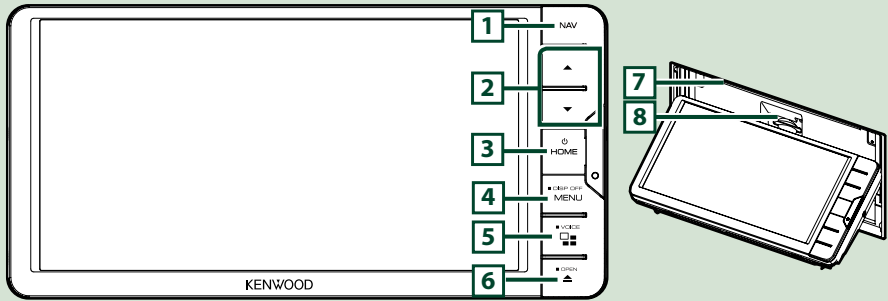 1
NAV
2
▲
▼
3
⏻
HOME
4
■ DISP OFF
MENU
5
■ VOICE
6
■ OPEN
⏏
KENWOOD
7
8